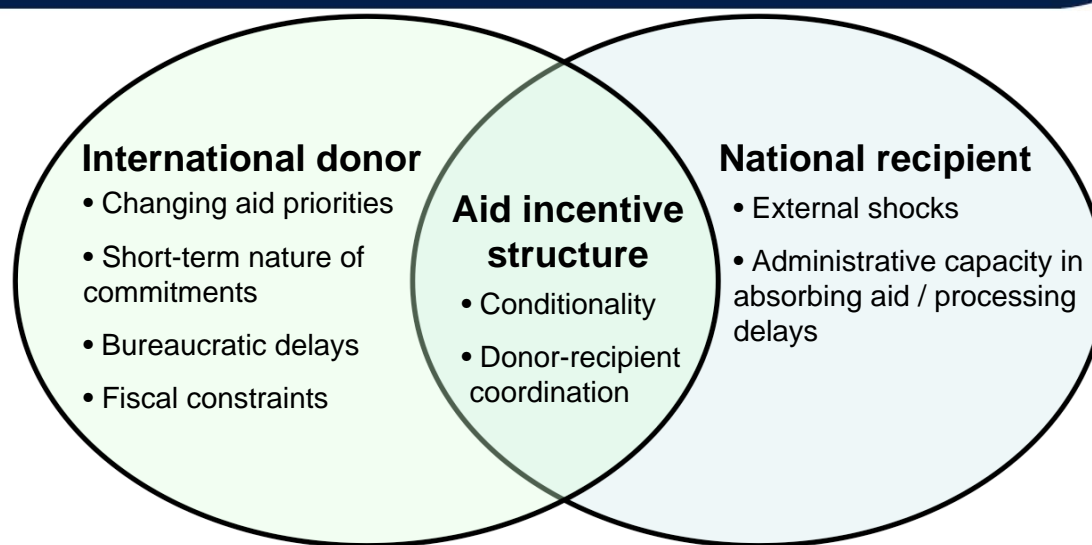 International donor
• Changing aid priorities
• Short-term nature of
commitments
• Bureaucratic delays
• Fiscal constraints
Aid incentive
structure
• Conditionality
• Donor-recipient
coordination
National recipient
• External shocks
• Administrative capacity in
absorbing aid / processing
delays